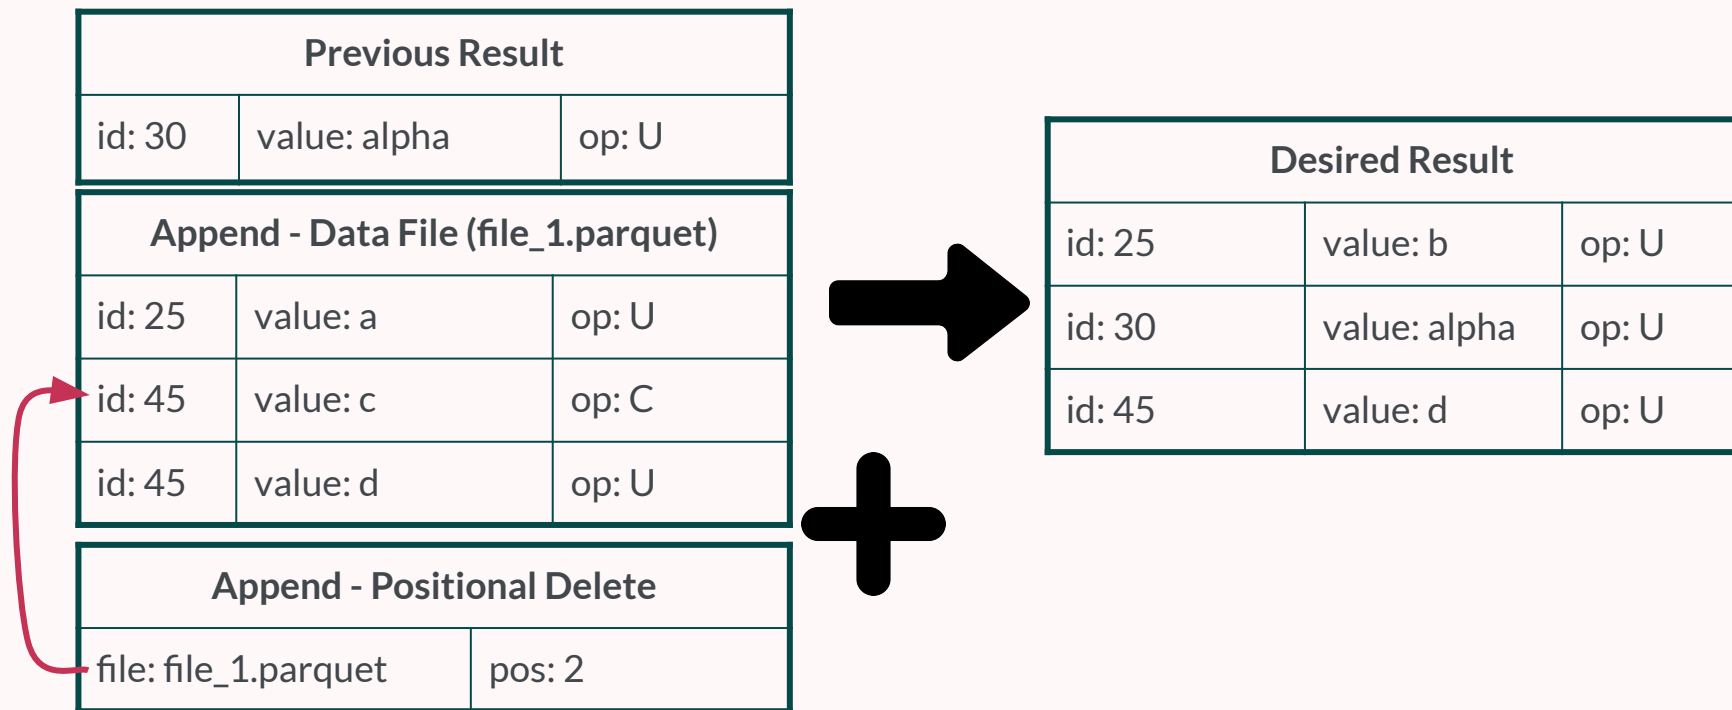 Previous Result
id: 30 value: alpha op: U
Append - Data File (file_1.parquet)
id: 25 value: a op: U
id: 45 value: c op: C
id: 45 value: d op: U
Append - Positional Delete
file: file_1.parquet pos: 2
Desired Result
id: 25 value: b op: U
id: 30 value: alpha op: U
id: 45 value: d op: U